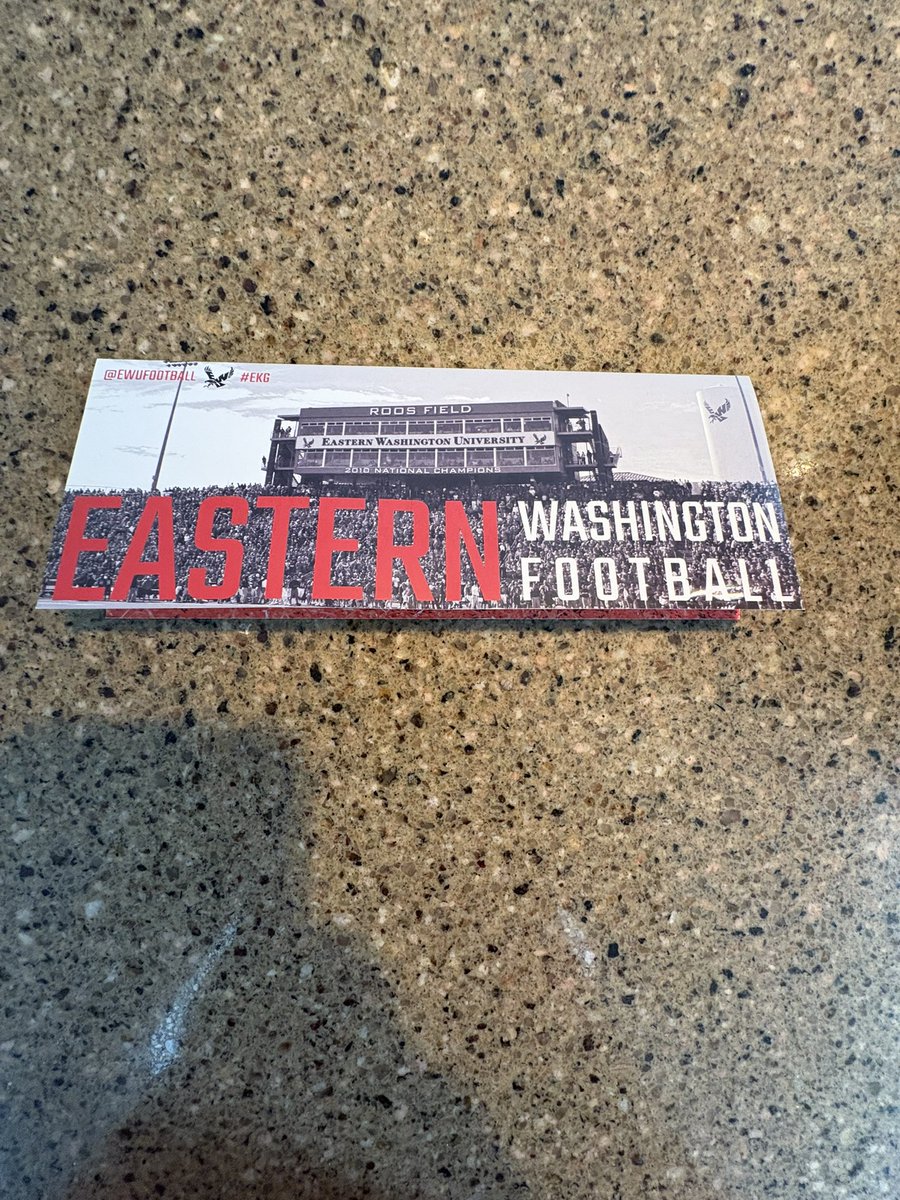 @EWUFOOTBALL #EKG
ROOS FIELD
EASTERN WASHINGTON UNIVERSITY
2010 NATIONAL CHAMPIONS
EASTERN
WASHINGTON
FOOTBALL